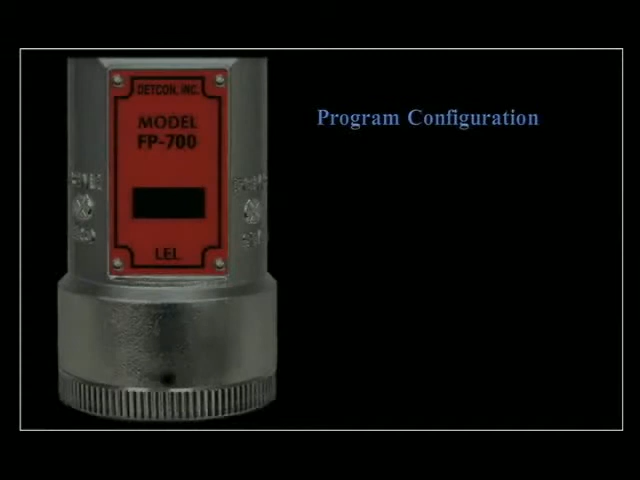 DETCON, INC.
MODEL
FP-700
LEL
Program Configuration